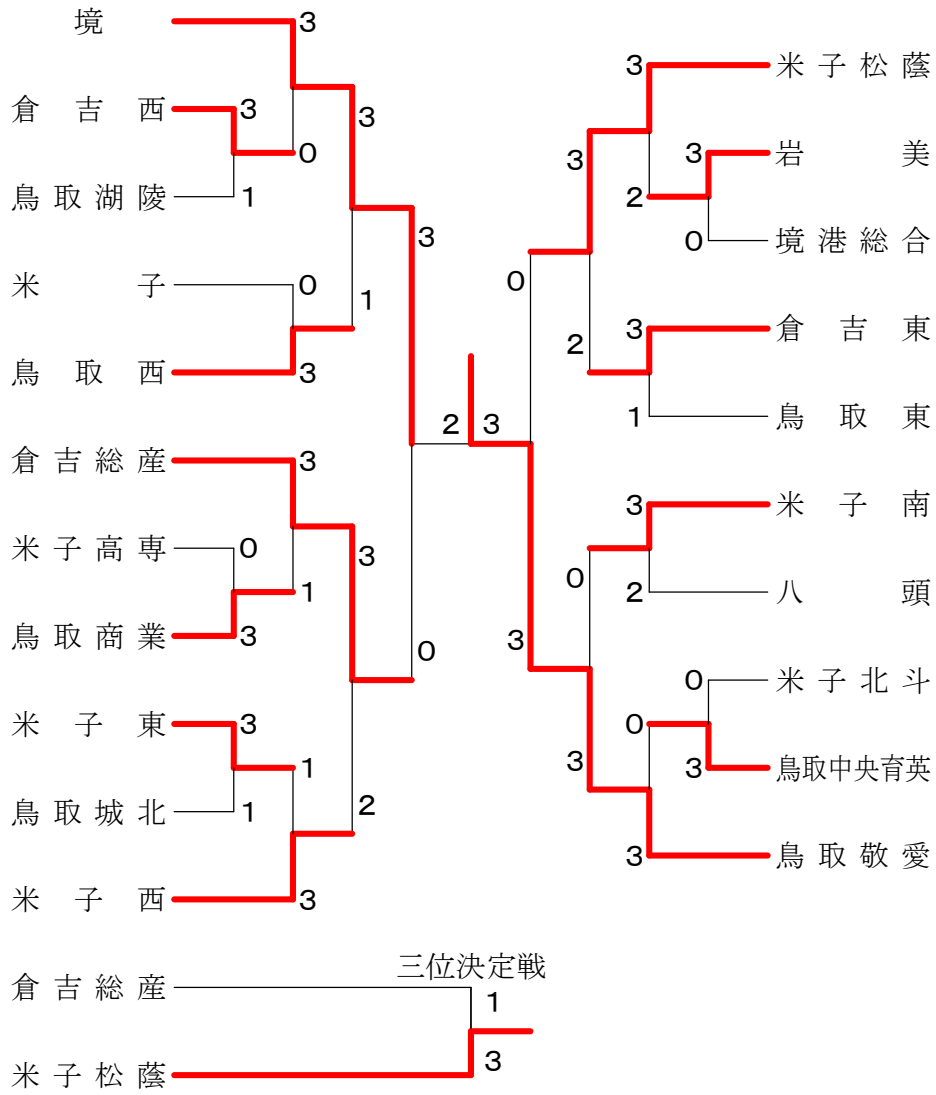 境
3
倉吉西
3
0
鳥取湖陵
1
3
米子
0
1
鳥取西
3
3
倉吉総産
3
米子高専
0
1
鳥取商業
3
3
0
米子東
3
1
鳥取城北
1
2
米子西
3
2
3
米子松蔭
3
岩美
3
2
境港総合
0
3
0
倉吉東
3
2
鳥取東
1
米子南
3
0
八頭
2
3
米子北斗
0
0
鳥取中央育英
3
3
鳥取敬愛
3
三位決定戦
倉吉総産
1
米子松蔭
3